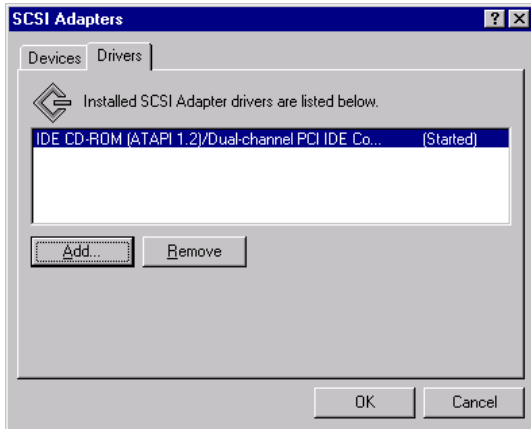 SCSI Adapters
Devices Drivers
Installed SCSI Adapter drivers are listed below.
IDE CD-ROM (ATAPI 1.2)/Dual-channel PCI IDE Co... (Started)
Add... Remove
OK Cancel